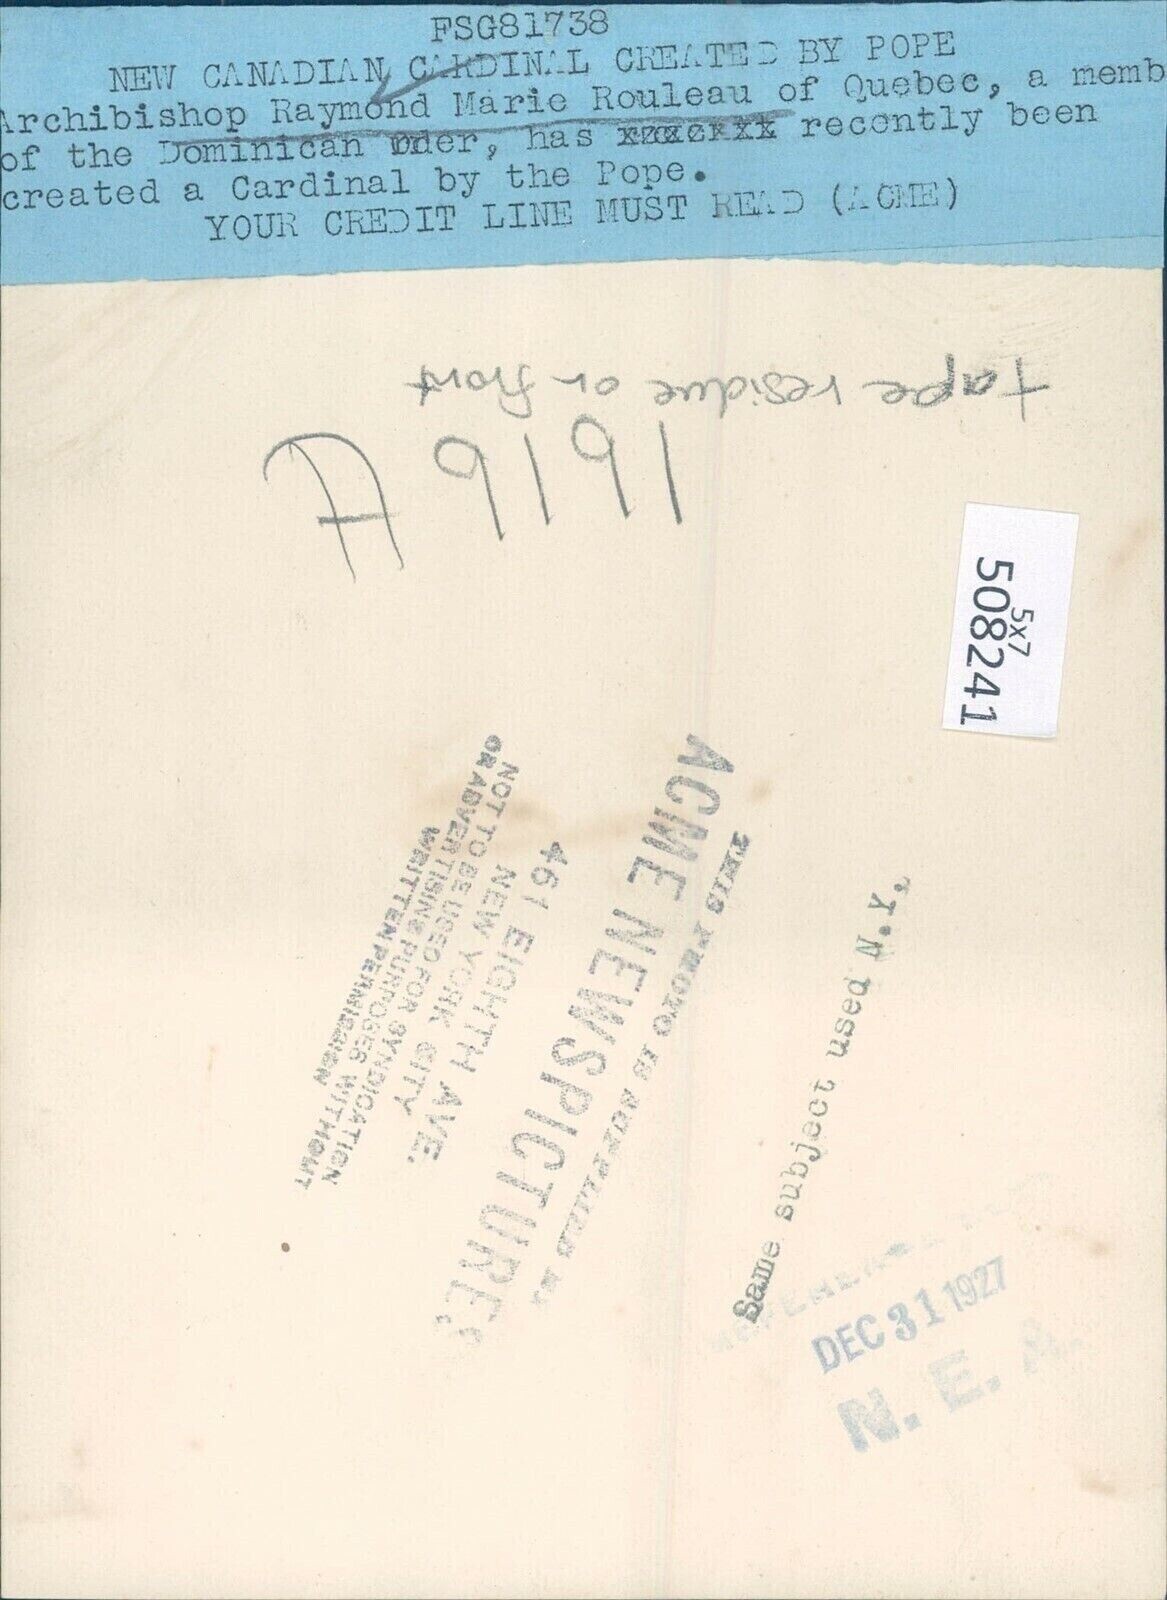 FSG81738
NEW CANADIAN CARDINAL CREATED BY POPE
Archibishop Raymond Marie Rouleau of Quebec, a memb
of the Dominican order, has xxxxxxxx recently been
created a Cardinal by the Pope.
YOUR CREDIT LINE MUST READ (ACME)
tape residue on front
1616
A
5x7
508241
THIS PHOTO IS SUPPLIED BY
ACME NEWSPICTURES
461 EIGHTH AVE.
NEW YORK CITY
NOT TO BE USED FOR SYNDICATION
OR ADVERTISING PURPOSES WITHOUT
WRITTEN PERMISSION
Same subject used N.Y.
DEC 31 1927
N. E. A.